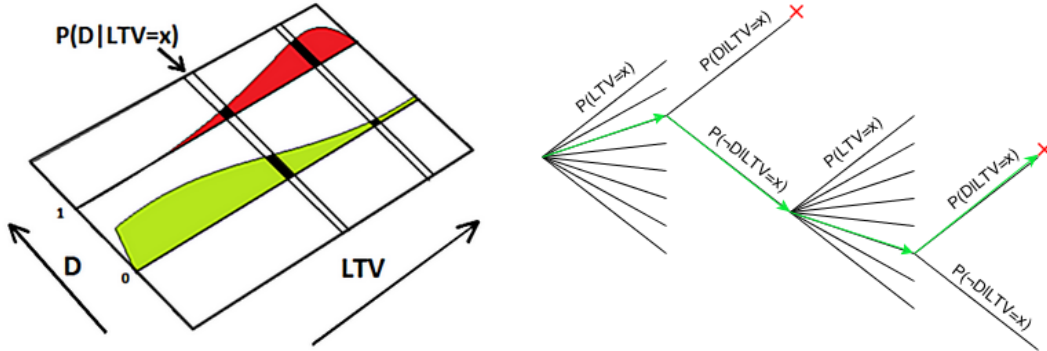 P(D|LTV=x)
1
0
D
LTV
P(LTV=x)
P(D|LTV=x)
P(¬D|LTV=x)
P(LTV=x)
P(D|LTV=x)
P(¬D|LTV=x)